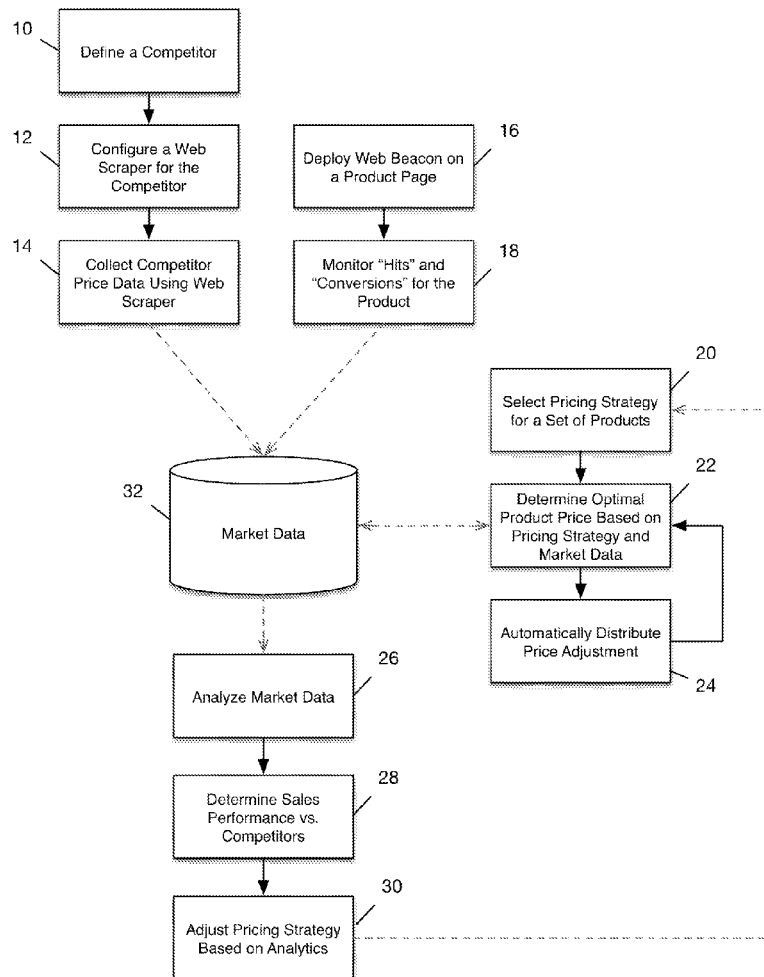 10
Define a Competitor
12
Configure a Web
Scraper for the
Competitor
16
Deploy Web Beacon on
a Product Page
14
Collect Competitor
Price Data Using Web
Scraper
18
Monitor “Hits” and
“Conversions” for the
Product
20
Select Pricing Strategy
for a Set of Products
32
Market Data
22
Determine Optimal
Product Price Based on
Pricing Strategy and
Market Data
Automatically Distribute
Price Adjustment
24
26
Analyze Market Data
28
Determine Sales
Performance vs.
Competitors
30
Adjust Pricing Strategy
Based on Analytics